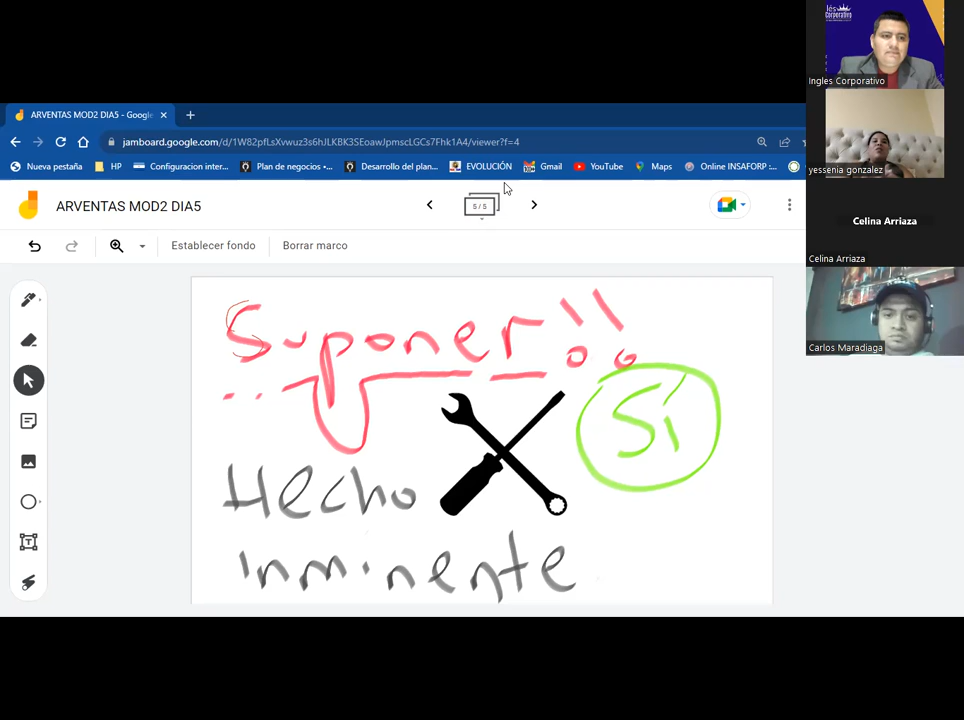 Inglés Corporativo
Ingles Corporativo
ARVENTAS MOD2 DIA5 - Google
jamboard.google.com/d/1W82pfLsXvwuz3s6hJLKBK3SEoawJpmscLGCs7Fhk1A4/viewer?f=4
Nueva pestaña HP Configuracion inter... Plan de negocios -... Desarrollo del plan... EVOLUCIÓN Gmail YouTube Maps Online INSAFORP -...
yessenia gonzalez
ARVENTAS MOD2 DIA5
5 / 5
Celina Arriaza
Establecer fondo Borrar marco
Celina Arriaza
Suponer!!
Carlos Maradiaga
Sí
Hecho
inminente